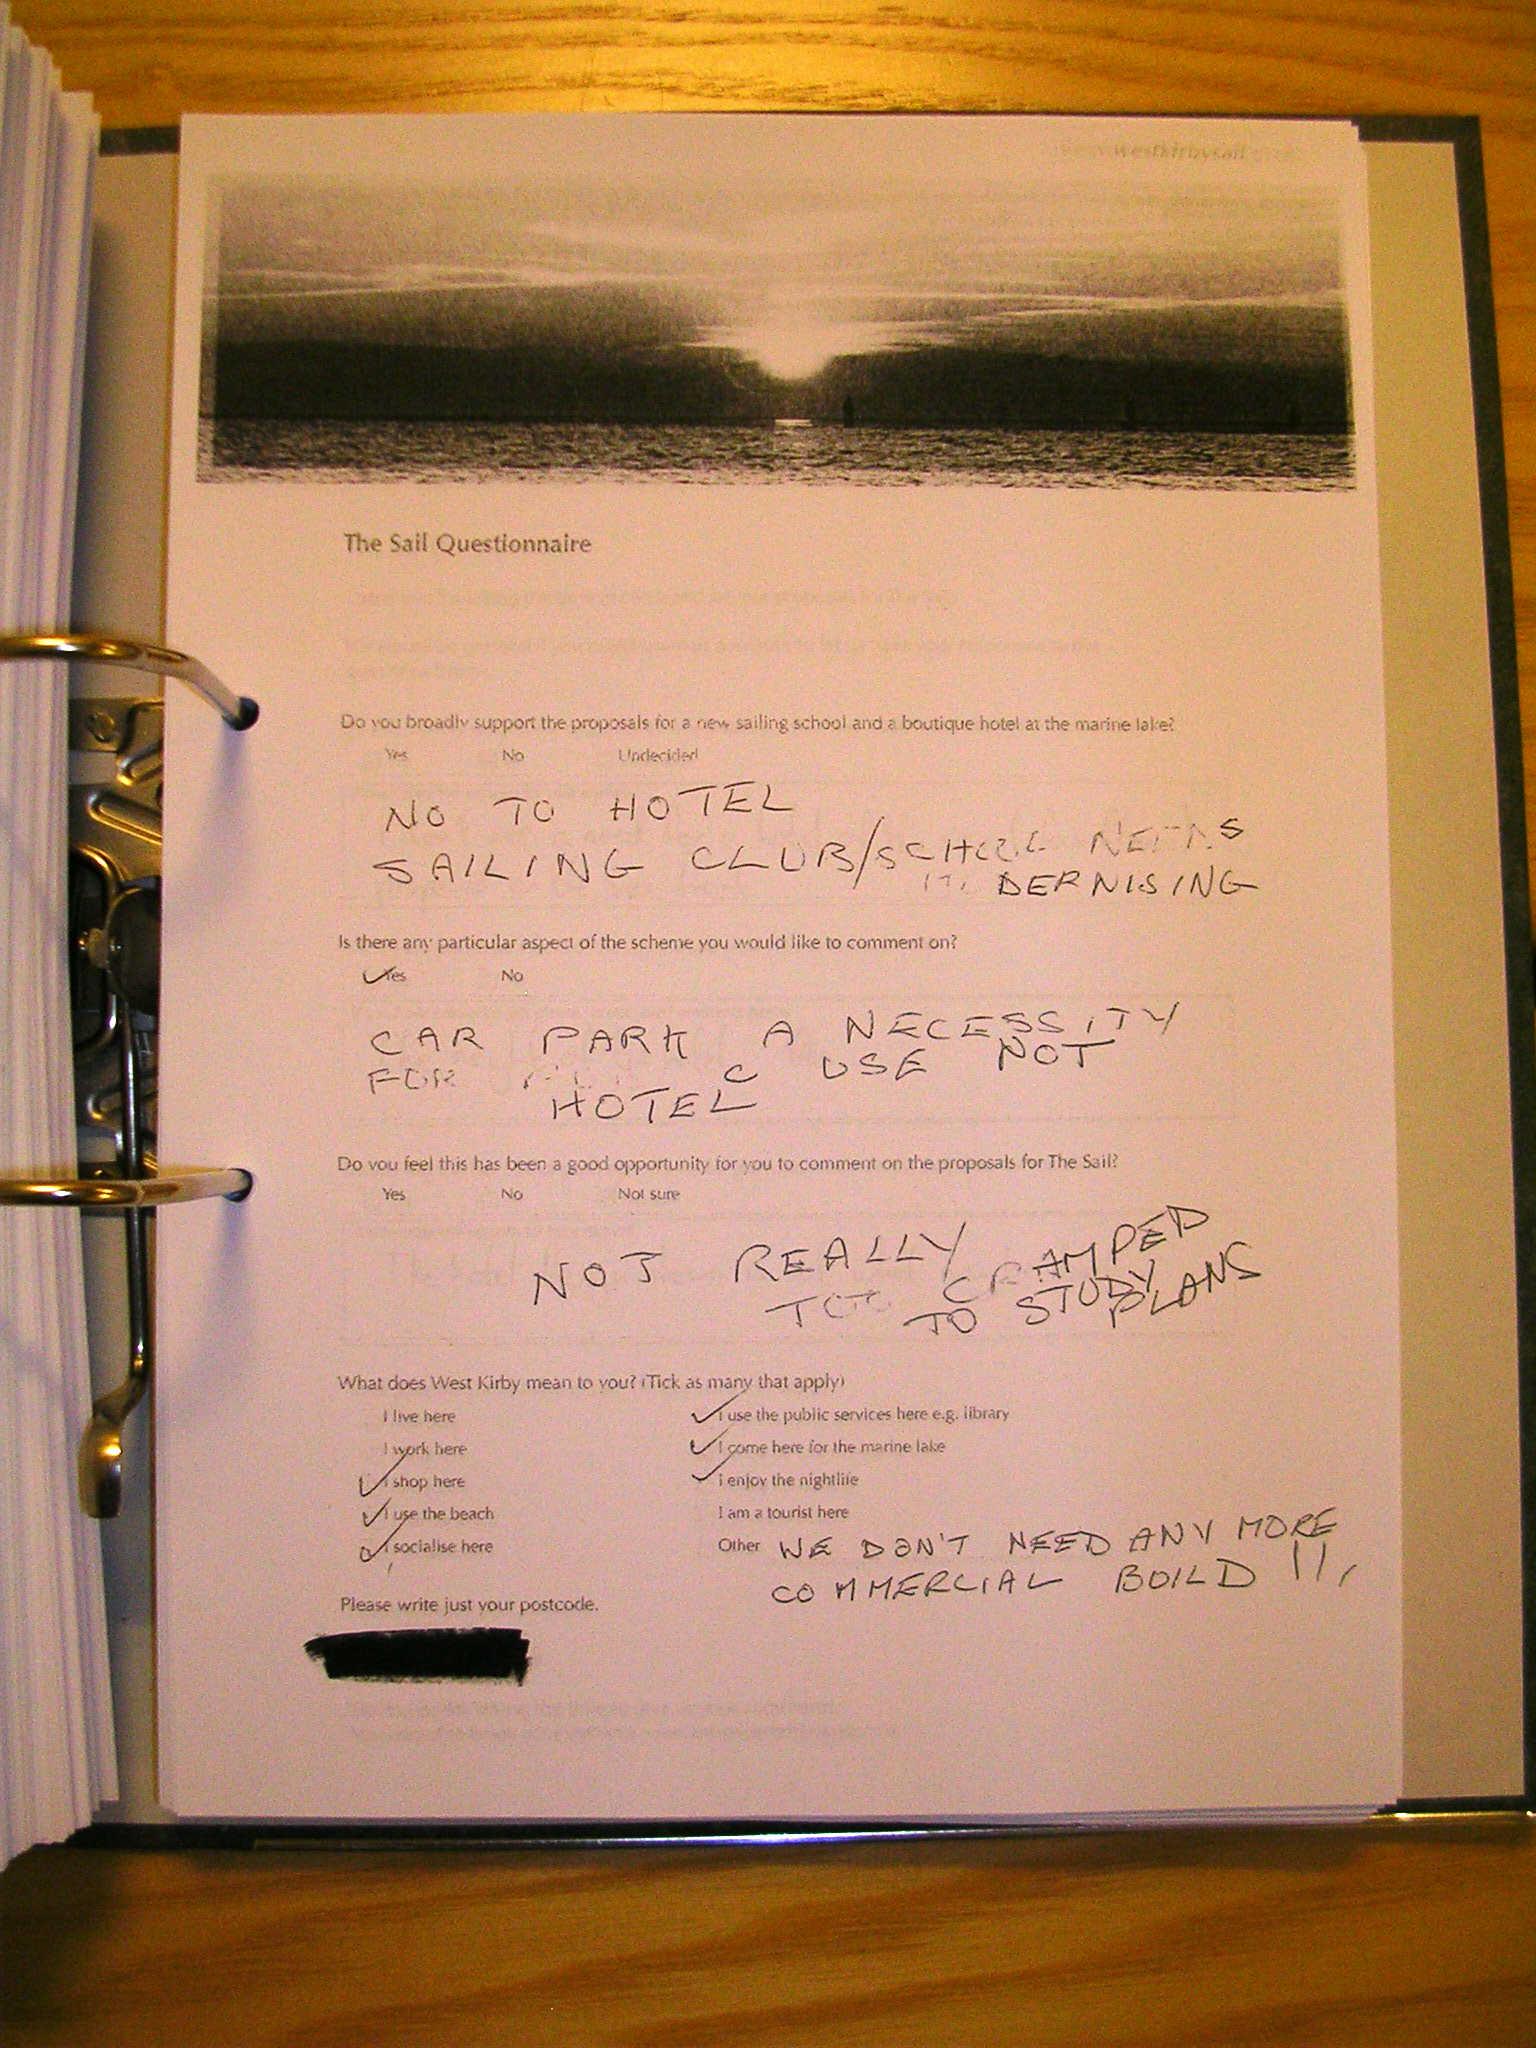 westkirbysail
The Sail Questionnaire
Do you broadly support the proposals for a new sailing school and a boutique hotel at the marine lake?
Yes No Undecided
NO TO HOTEL
SAILING CLUB/SCHOOL NEEDS
DERNISING
Is there any particular aspect of the scheme you would like to comment on?
Yes No
CAR PARK A NECESSITY
FOR USE NOT
HOTEL
Do you feel this has been a good opportunity for you to comment on the proposals for The Sail?
Yes No Not sure
NOT REALLY
TOO CRAMPED
TO STUDY
PLANS
What does West Kirby mean to you? (Tick as many that apply)
I live here I use the public services here e.g. library
I work here I come here for the marine lake
I shop here I enjoy the nightlife
I use the beach I am a tourist here
I socialise here Other WE DON'T NEED ANY MORE
COMMERCIAL BUILD !!,
Please write just your postcode.